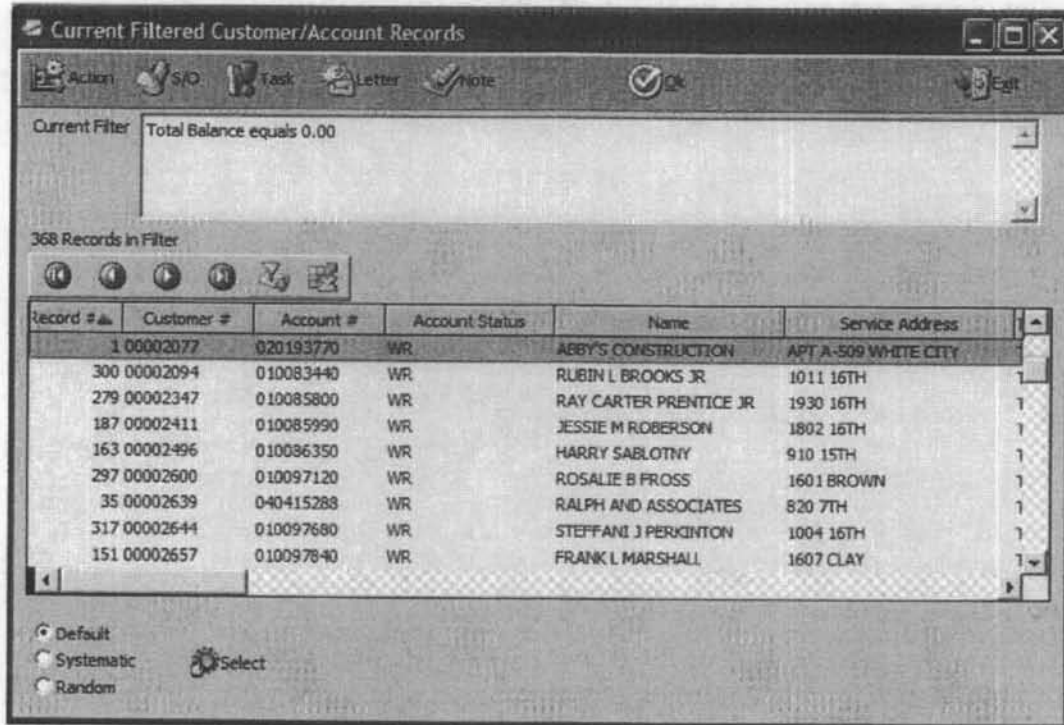 Current Filtered Customer/Account Records
Action S/O Task Letter Note Ok Exit
Current Filter Total Balance equals 0.00
368 Records in Filter
Record # Customer # Account # Account Status Name Service Address
1 00002077 020193770 WR ABBY'S CONSTRUCTION APT A-509 WHITE CITY
300 00002094 010083440 WR RUBIN L BROOKS JR 1011 16TH
279 00002347 010085800 WR RAY CARTER PRENTICE JR 1930 16TH
187 00002411 010085990 WR JESSIE M ROBERSON 1802 16TH
163 00002496 010086350 WR HARRY SABLOTNY 910 15TH
297 00002600 010097120 WR ROSALIE B FROSS 1601 BROWN
35 00002639 040415288 WR RALPH AND ASSOCIATES 820 7TH
317 00002644 010097680 WR STEFFANI J PERKINTON 1004 16TH
151 00002657 010097840 WR FRANK L MARSHALL 1607 CLAY
Default
Systematic
Select
Random